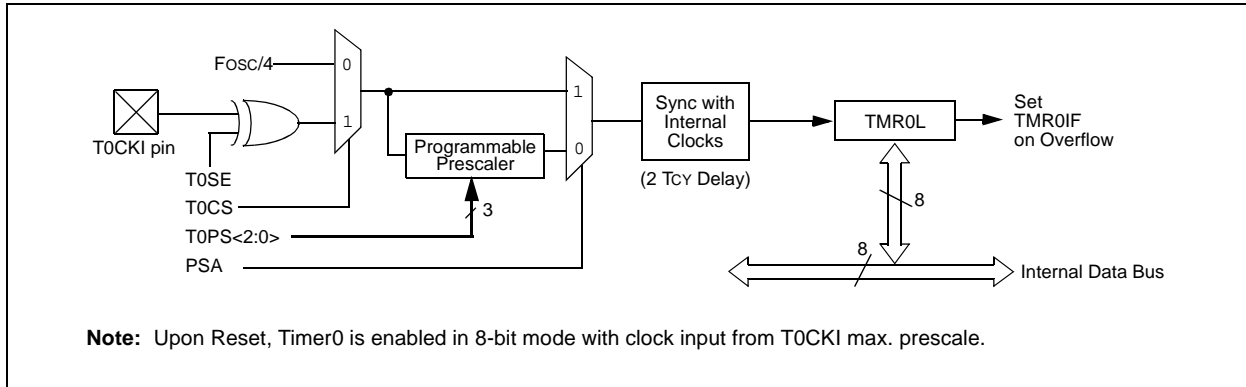 FOSC/4
0
1
T0CKI pin
T0SE
T0CS
T0PS<2:0>
PSA
Programmable
Prescaler
3
1
0
Sync with
Internal
Clocks
(2 TCY Delay)
TMR0L
Set
TMR0IF
on Overflow
8
8
Internal Data Bus
Note: Upon Reset, Timer0 is enabled in 8-bit mode with clock input from T0CKI max. prescale.